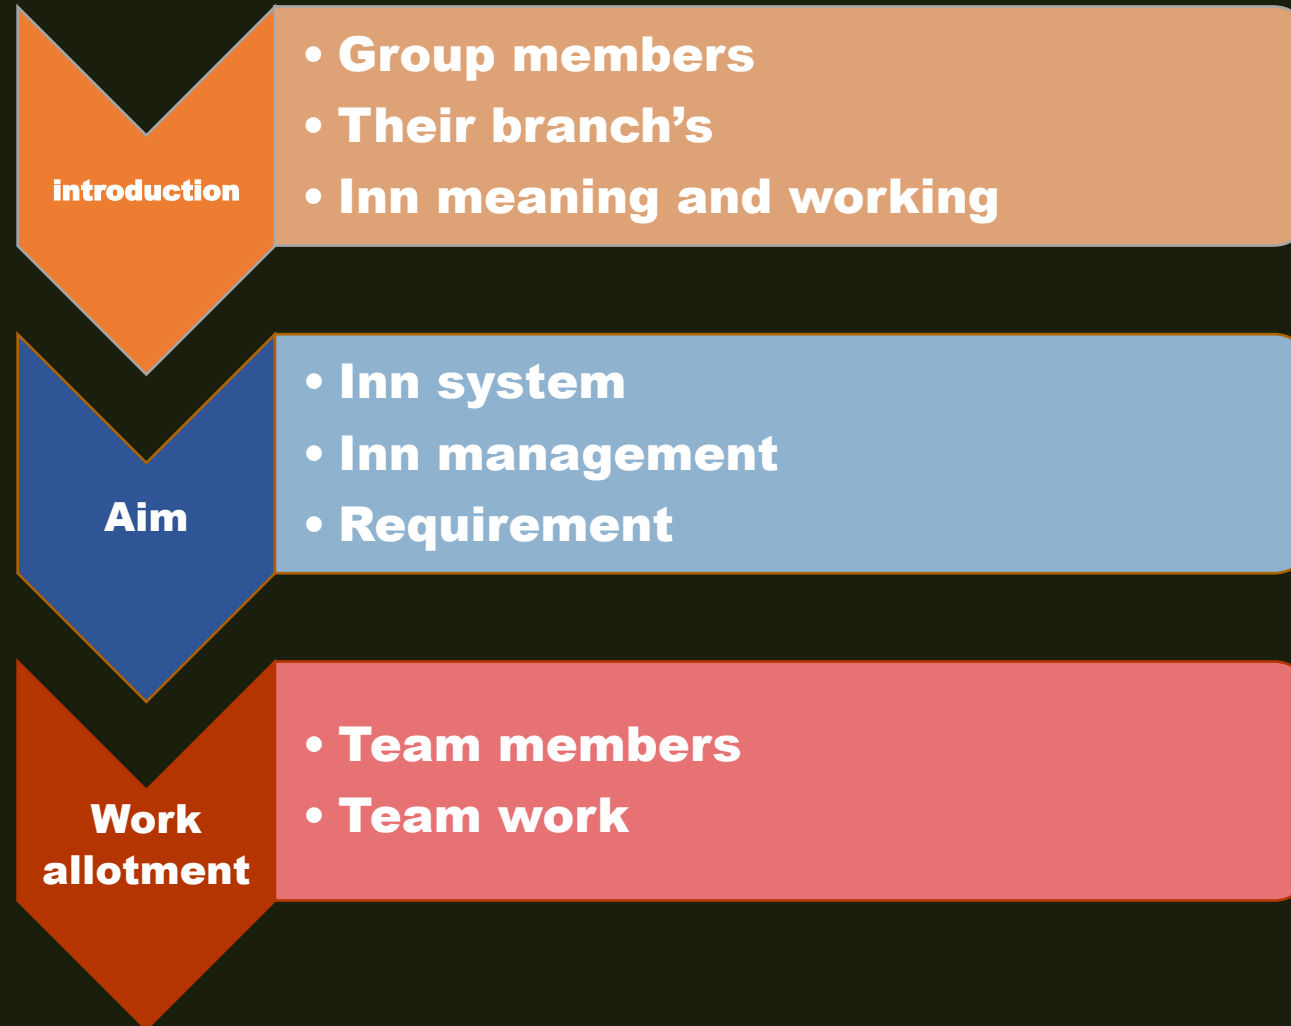 introduction
• Group members
• Their branch’s
• Inn meaning and working
Aim
• Inn system
• Inn management
• Requirement
Work
allotment
• Team members
• Team work